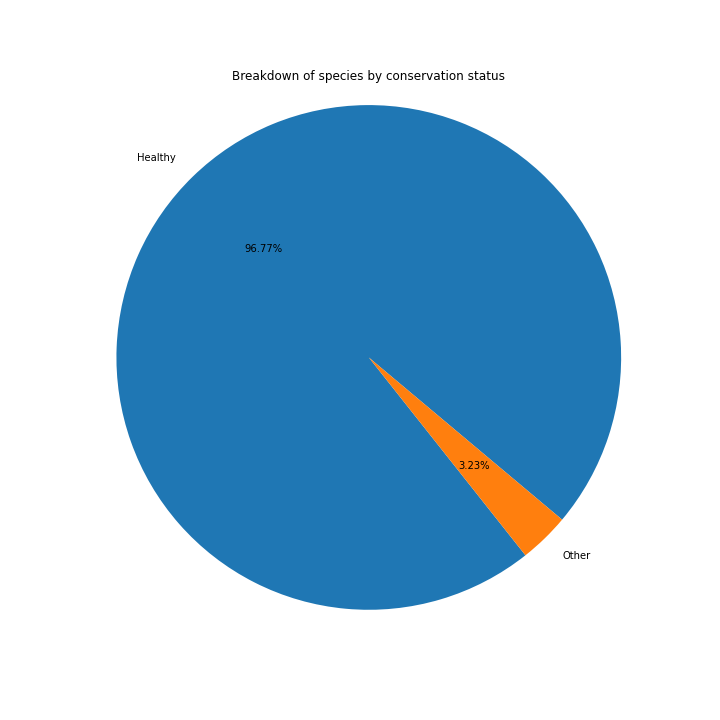 Breakdown of species by conservation status
Healthy
96.77%
3.23%
Other